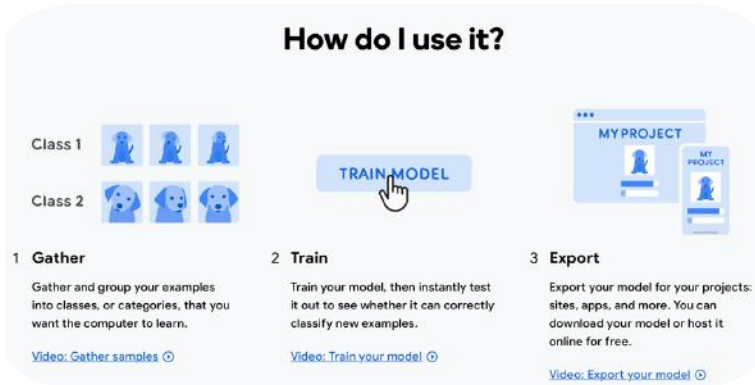 How do I use it?
Class 1
Class 2
TRAIN MODEL
MY PROJECT
MY
PROJECT
1 Gather
Gather and group your examples
into classes, or categories, that you
want the computer to learn.
Video: Gather samples
2 Train
Train your model, then instantly test
it out to see whether it can correctly
classify new examples.
Video: Train your model
3 Export
Export your model for your projects:
sites, apps, and more. You can
download your model or host it
online for free.
Video: Export your model